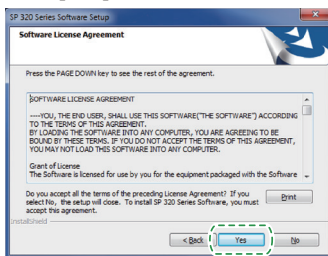 SP 320 Series Software Setup
Software License Agreement
Press the PAGE DOWN key to see the rest of the agreement.
SOFTWARE LICENSE AGREEMENT
----YOU, THE END USER, SHALL USE THIS SOFTWARE("THE SOFTWARE") ACCORDING
TO THE TERMS OF THIS AGREEMENT.
BY LOADING THE SOFTWARE INTO ANY COMPUTER, YOU ARE AGREEING TO BE
BOUND BY THESE TERMS. IF YOU DO NOT ACCEPT THE TERMS OF THIS AGREEMENT,
YOU MAY NOT LOAD THIS SOFTWARE INTO ANY COMPUTER.
Grant of License
The Software is licensed for use by you for the equipment packaged with the Software
Do you accept all the terms of the preceding License Agreement? If you
select No, the setup will close. To install SP 320 Series Software, you must
accept this agreement.
Print
InstallShield
< Back
Yes
No